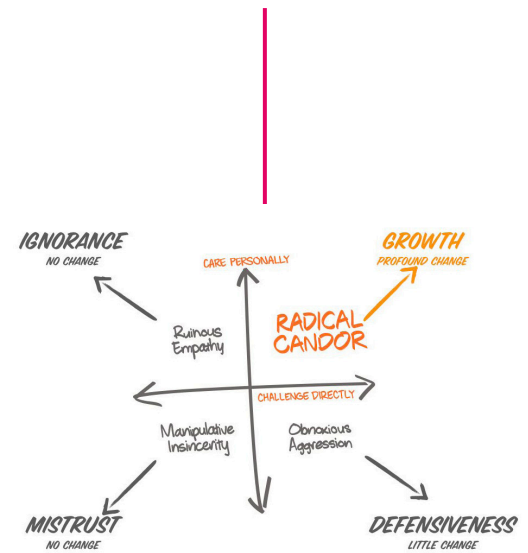 IGNORANCE
NO CHANGE
GROWTH
PROFOUND CHANGE
CARE PERSONALLY
Ruinous
Empathy
RADICAL
CANDOR
CHALLENGE DIRECTLY
Manipulative
Insincerity
Obnoxious
Aggression
MISTRUST
NO CHANGE
DEFENSIVENESS
LITTLE CHANGE